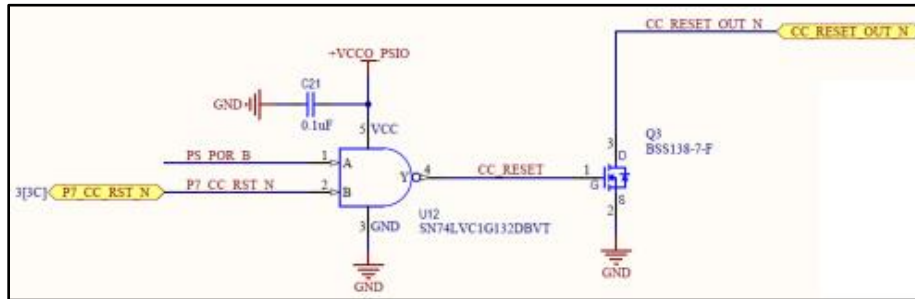 CC_RESET_OUT_N
CC_RESET_OUT_N
+VCCO_PSIO
C21
GND
0.1uF
5
VCC
3
D
Q3
BSS138-7-F
PS_POR_B
1
A
3[3C]
P7_CC_RST_N
P7_CC_RST_N
2
B
Y
4
CC_RESET
1
G
S
2
3
GND
U12
SN74LVC1G132DBVT
GND
GND